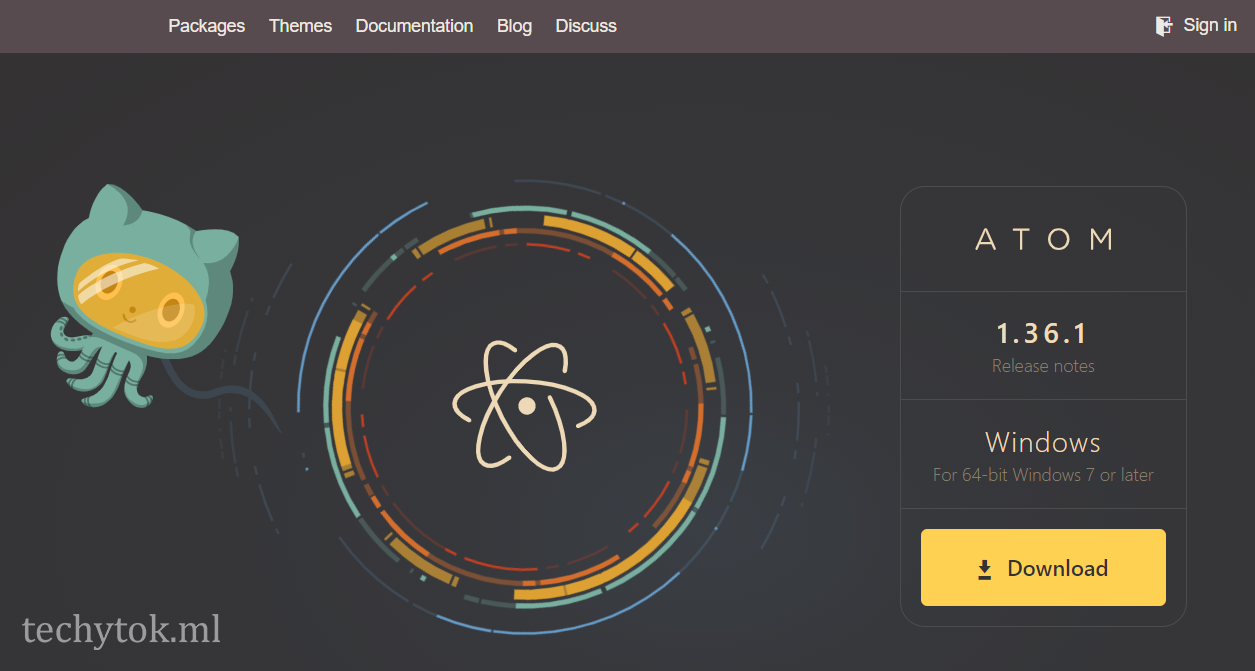 Packages Themes Documentation Blog Discuss Sign in
ATOM
1.36.1
Release notes
Windows
For 64-bit Windows 7 or later
Download
techytok.ml